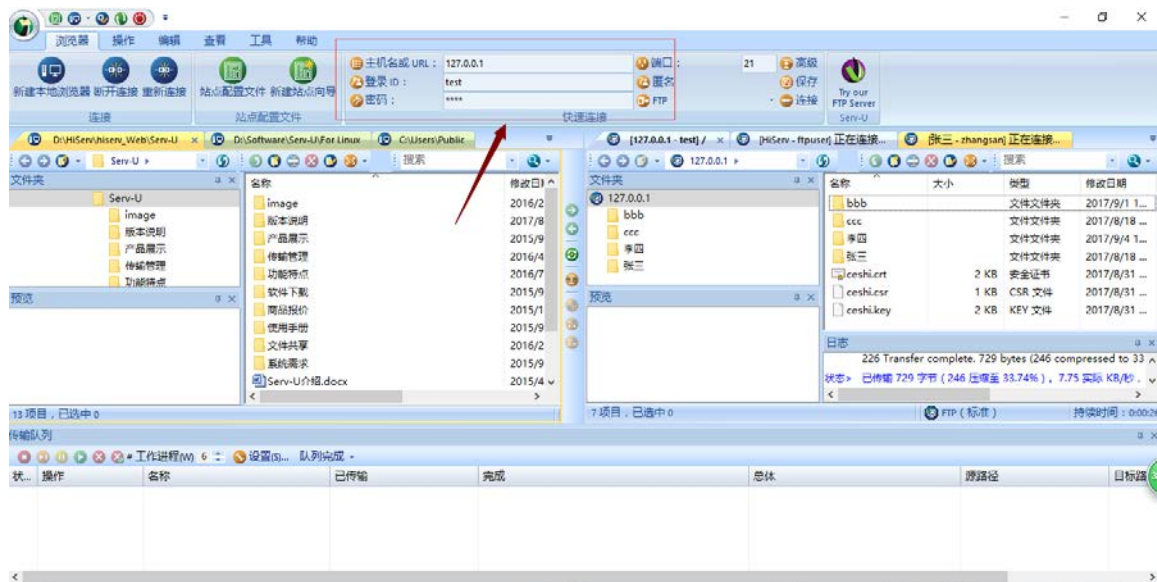 浏览器 操作 编辑 查看 工具 帮助
主机名或 URL： 127.0.0.1 端口： 21 高级
登录 ID： test 匿名 保存
密码： **** FTP 连接
新建本地浏览器 断开连接 重新连接 站点配置文件 新建站点向导
Try our FTP Server
连接 站点配置文件 快速连接 Serv-U
D:\HiServ\hiserv_Web\Serv-U D:\Software\Serv-U\For Linux C:\Users\Public [127.0.0.1 - test] / [HiServ - ftpuser] 正在连接... [张三 - zhangsan] 正在连接...
Serv-U 搜索 127.0.0.1 搜索
文件夹
Serv-U
image
版本说明
产品展示
传输管理
功能特点
预览
名称 修改日
image 2016/2
版本说明 2017/8
产品展示 2015/9
传输管理 2016/4
功能特点 2016/7
软件下载 2015/9
商品报价 2015/1
使用手册 2015/9
文件共享 2016/2
系统需求 2015/9
Serv-U介绍.docx 2015/4
13 项目，已选中 0
文件夹
127.0.0.1
bbb
ccc
李四
张三
预览
名称 大小 类型 修改日期
bbb 文件文件夹 2017/9/1 1...
ccc 文件文件夹 2017/8/18 ...
李四 文件文件夹 2017/9/4 1...
张三 文件文件夹 2017/8/18 ...
ceshi.crt 2 KB 安全证书 2017/8/31 ...
ceshi.csr 1 KB CSR 文件 2017/8/31 ...
ceshi.key 2 KB KEY 文件 2017/8/31 ...
日志
226 Transfer complete. 729 bytes (246 compressed to 33
状态> 已传输 729 字节（246 压缩至 33.74%），7.75 实际 KB/秒.
7 项目，已选中 0 FTP（标准） 持续时间：0:00:2
传输队列
工作进程(W) 6 设置(S)... 队列完成
状... 操作 名称 已传输 完成 总体 源路径 目标路